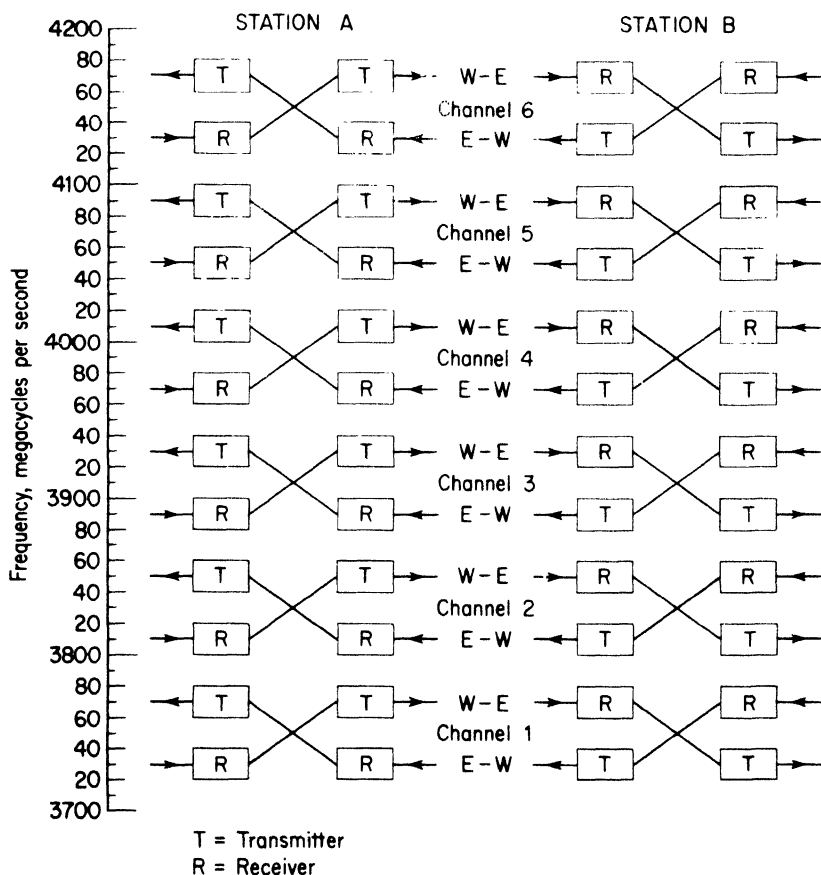 STATION A STATION B
4200
80 T T W-E R R
60 Channel 6
40 R R E-W T T
20
4100
80 T T W-E R R
60 Channel 5
40 R R E-W T T
20 T T W-E R R
4000 Channel 4
80 R R E-W T T
60
40 T T W-E R R
20 Channel 3
3900 R R E-W T T
80
60 T T W-E R R
40 Channel 2
20 R R E-W T T
3800
80 T T W-E R R
60 Channel 1
40 R R E-W T T
20
3700
Frequency, megacycles per second
T = Transmitter
R = Receiver